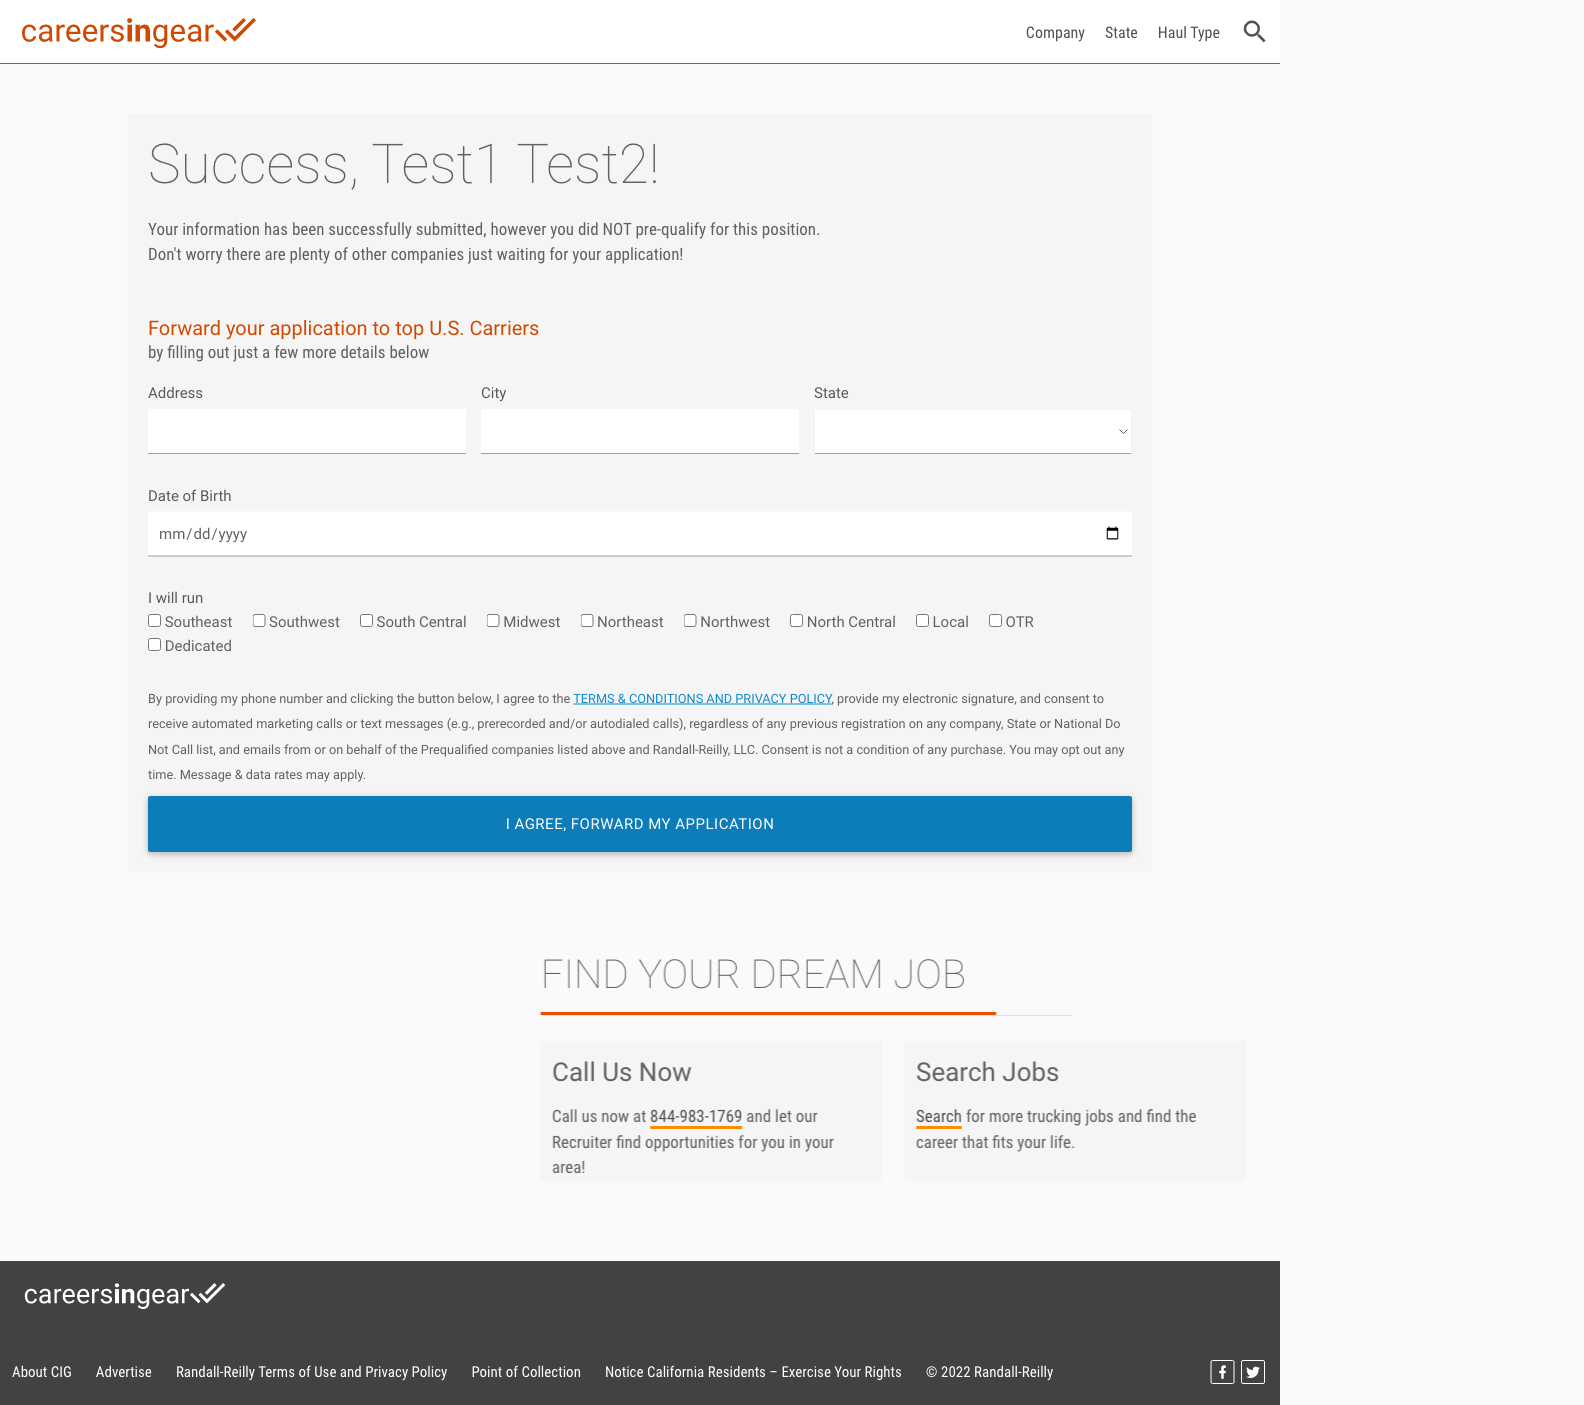 careersingear
Company State Haul Type
Success, Test1 Test2!
Your information has been successfully submitted, however you did NOT pre-qualify for this position.
Don't worry there are plenty of other companies just waiting for your application!
Forward your application to top U.S. Carriers
by filling out just a few more details below
Address City State
Date of Birth
mm/dd/yyyy
I will run
Southeast Southwest South Central Midwest Northeast Northwest North Central Local OTR
Dedicated
By providing my phone number and clicking the button below, I agree to the TERMS & CONDITIONS AND PRIVACY POLICY, provide my electronic signature, and consent to
receive automated marketing calls or text messages (e.g., prerecorded and/or autodialed calls), regardless of any previous registration on any company, State or National Do
Not Call list, and emails from or on behalf of the Prequalified companies listed above and Randall-Reilly, LLC. Consent is not a condition of any purchase. You may opt out any
time. Message & data rates may apply.
I AGREE, FORWARD MY APPLICATION
FIND YOUR DREAM JOB
Call Us Now
Call us now at 844-983-1769 and let our
Recruiter find opportunities for you in your
area!
Search Jobs
Search for more trucking jobs and find the
career that fits your life.
careersingear
About CIG Advertise Randall-Reilly Terms of Use and Privacy Policy Point of Collection Notice California Residents – Exercise Your Rights © 2022 Randall-Reilly